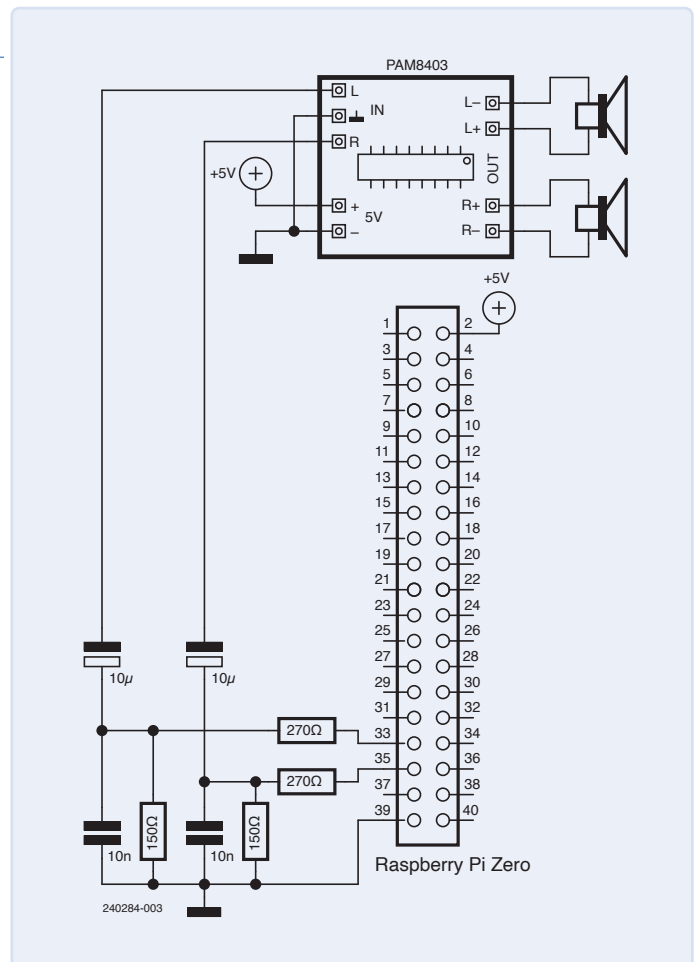 PAM8403
L
IN
R
+5V
+
5V
–
L–
L+
OUT
R+
R–
+5V
1 2
3 4
5 6
7 8
9 10
11 12
13 14
15 16
17 18
19 20
21 22
23 24
25 26
27 28
29 30
31 32
33 34
35 36
37 38
39 40
10µ 10µ
270Ω
270Ω
150Ω 150Ω
10n 10n
Raspberry Pi Zero
240284-003